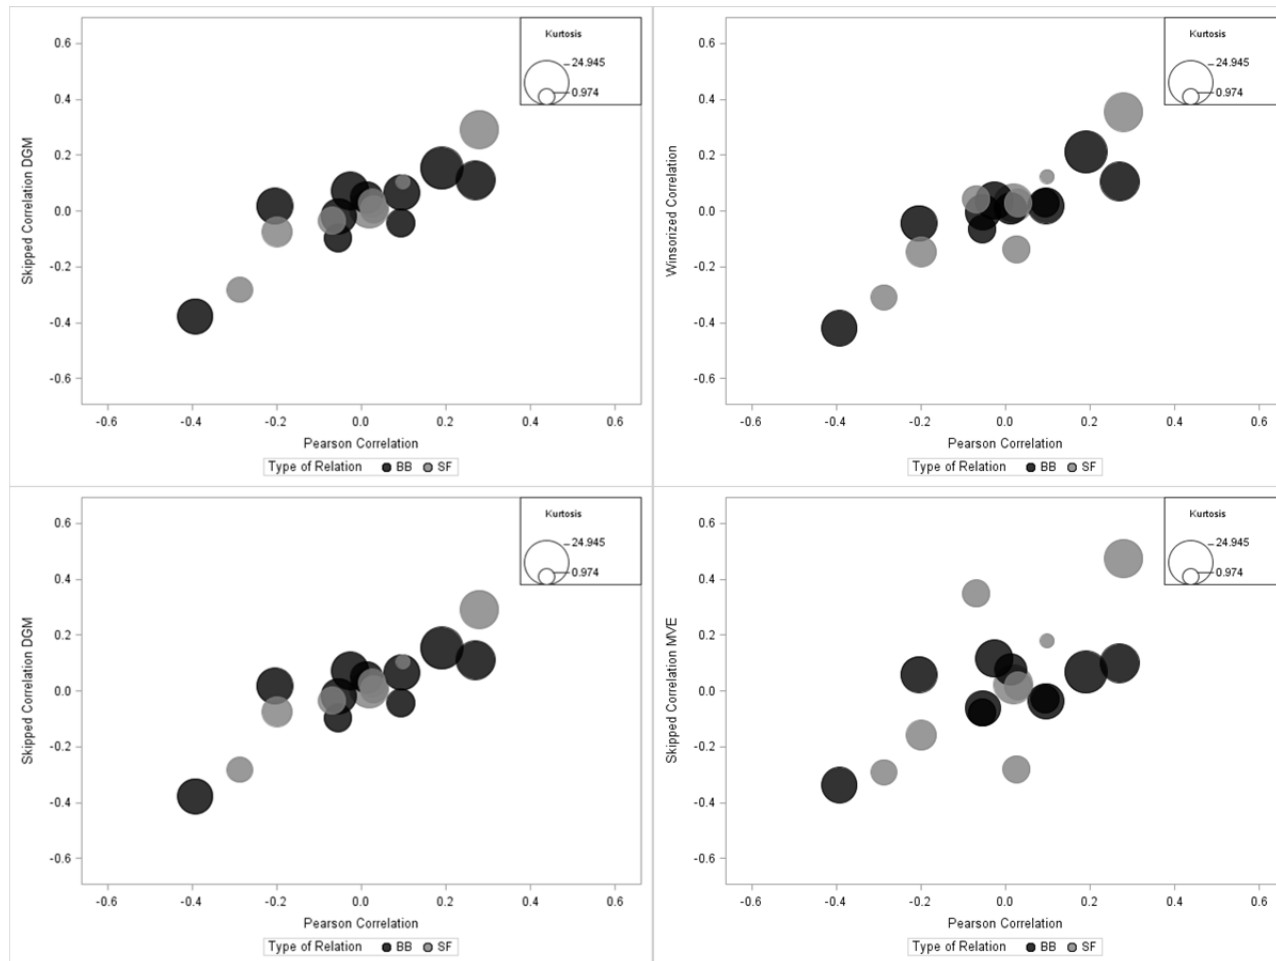 Kurtosis
24.945
0.974
0.6
0.4
0.2
0.0
-0.2
-0.4
-0.6
Skipped Correlation DGM
-0.6 -0.4 -0.2 0.0 0.2 0.4 0.6
Pearson Correlation
Type of Relation BB SF
Kurtosis
24.945
0.974
0.6
0.4
0.2
0.0
-0.2
-0.4
-0.6
Winsorized Correlation
-0.6 -0.4 -0.2 0.0 0.2 0.4 0.6
Pearson Correlation
Type of Relation BB SF
Kurtosis
24.945
0.974
0.6
0.4
0.2
0.0
-0.2
-0.4
-0.6
Skipped Correlation DGM
-0.6 -0.4 -0.2 0.0 0.2 0.4 0.6
Pearson Correlation
Type of Relation BB SF
Kurtosis
24.945
0.974
0.6
0.4
0.2
0.0
-0.2
-0.4
-0.6
Skipped Correlation MVE
-0.6 -0.4 -0.2 0.0 0.2 0.4 0.6
Pearson Correlation
Type of Relation BB SF